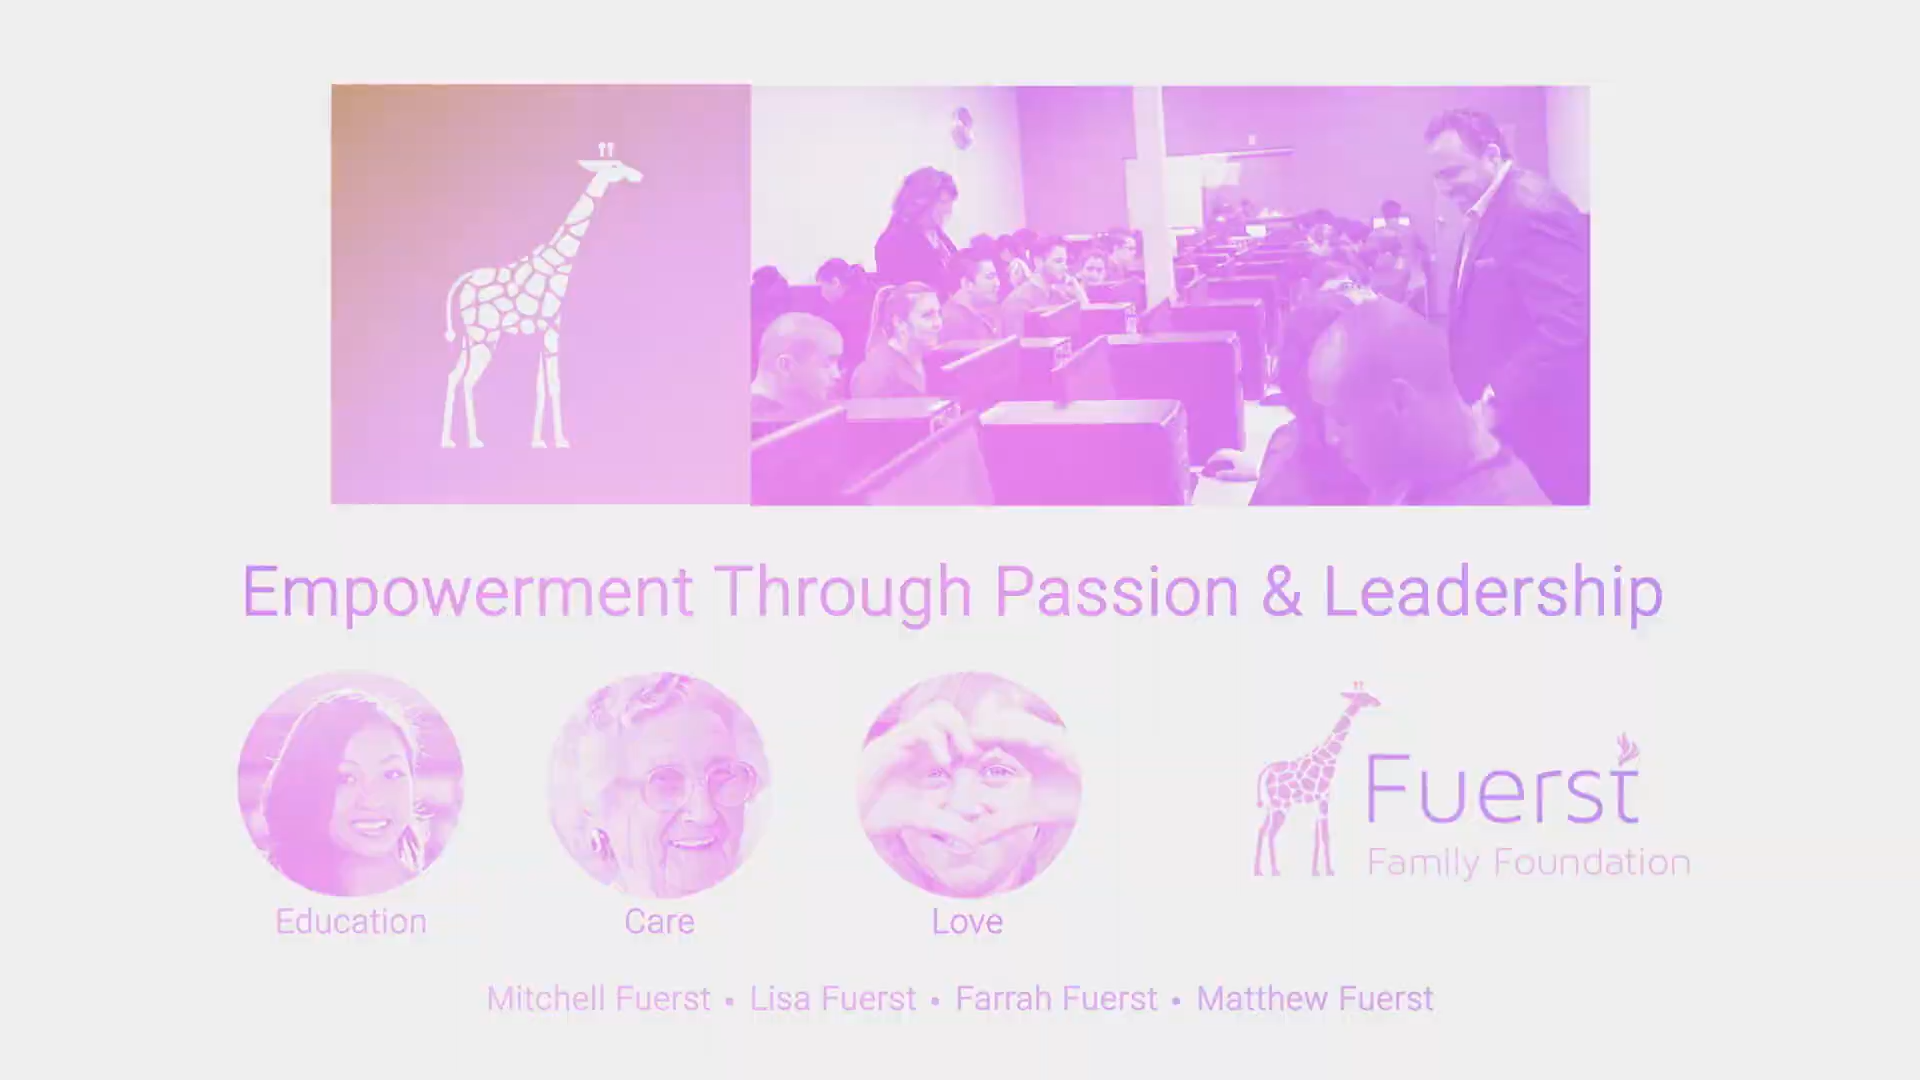 Empowerment Through Passion & Leadership
Education
Care
Love
Fuerst
Family Foundation
Mitchell Fuerst • Lisa Fuerst • Farrah Fuerst • Matthew Fuerst